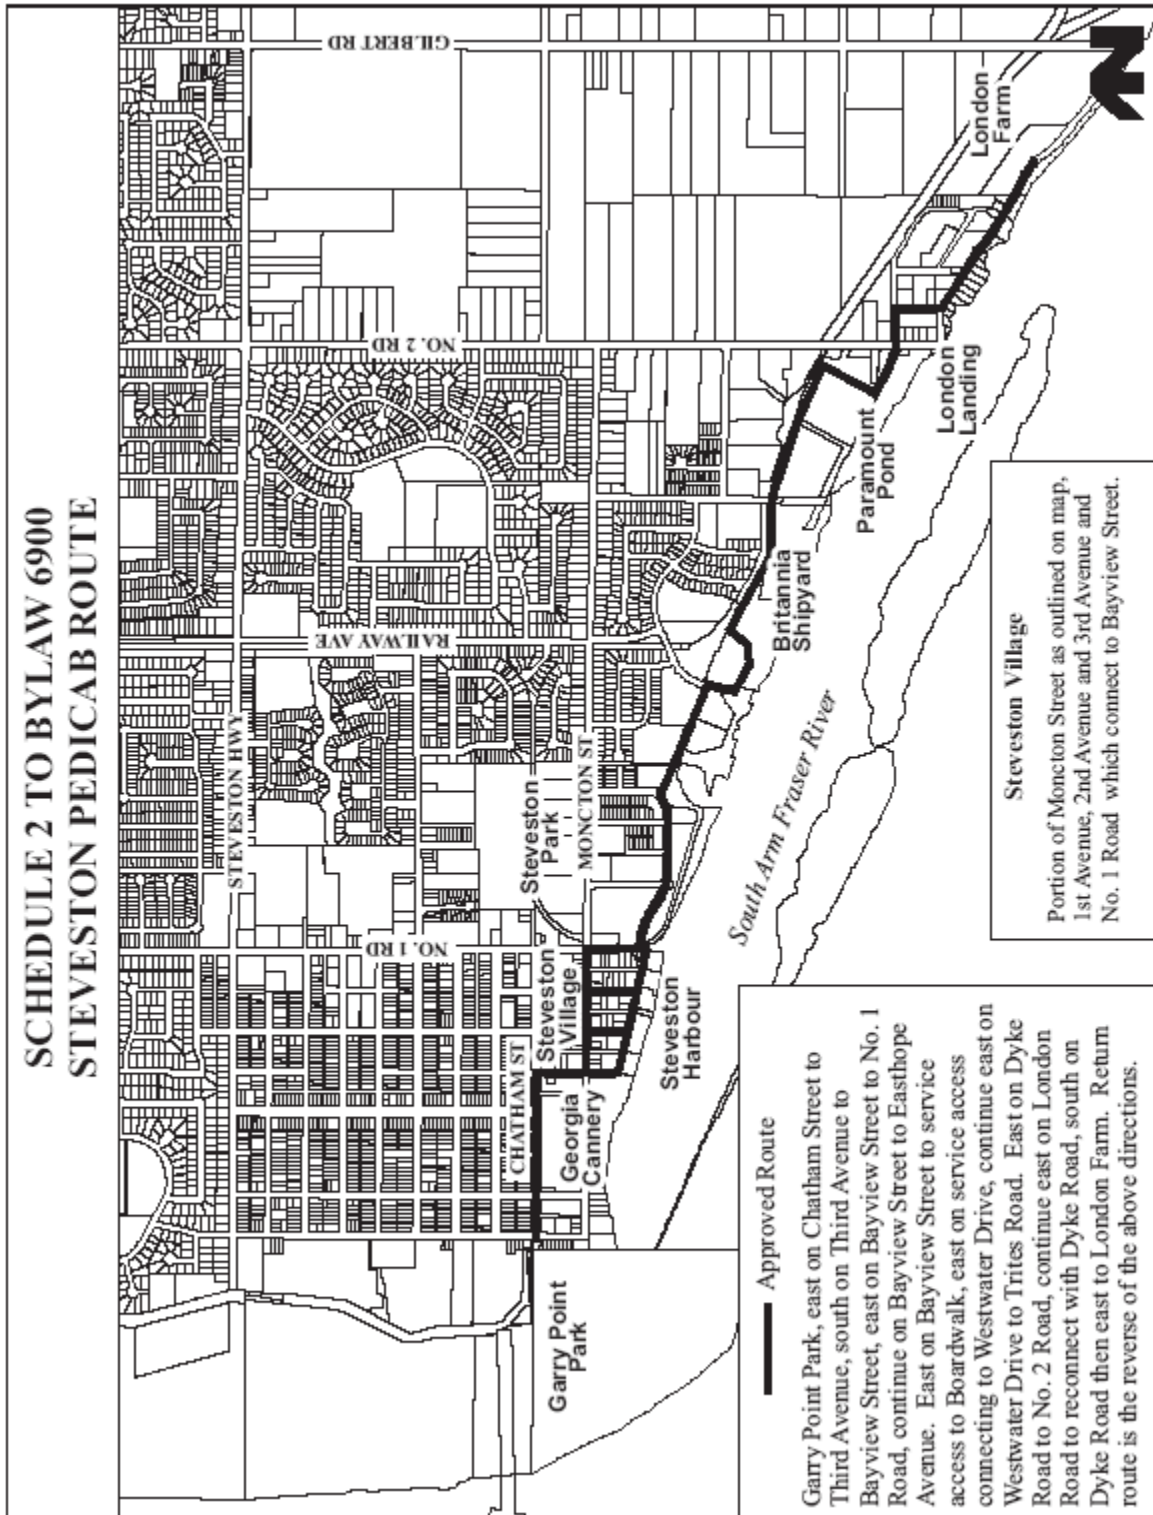 SCHEDULE 2 TO BYLAW 6900
STEVESTON PEDICAB ROUTE
GILBERT RD
NO. 2 RD
RAILWAY AVE
STEVESTON HWY
NO. 1 RD
MONCTON ST
CHATHAM ST
Steveston
Park
Steveston
Village
Georgia
Cannery
Garry Point
Park
Steveston
Harbour
Britannia
Shipyard
Paramount
Pond
London
Landing
London
Farm
South Arm Fraser River
N
Approved Route
Garry Point Park, east on Chatham Street to
Third Avenue, south on Third Avenue to
Bayview Street, east on Bayview Street to No. 1
Road, continue on Bayview Street to Easthope
Avenue. East on Bayview Street to service
access to Boardwalk, east on service access
connecting to Westwater Drive, continue east on
Westwater Drive to Trites Road. East on Dyke
Road to No. 2 Road, continue east on London
Road to reconnect with Dyke Road, south on
Dyke Road then east to London Farm. Return
route is the reverse of the above directions.
Steveston Village
Portion of Moncton Street as outlined on map,
1st Avenue, 2nd Avenue and 3rd Avenue and
No. 1 Road which connect to Bayview Street.